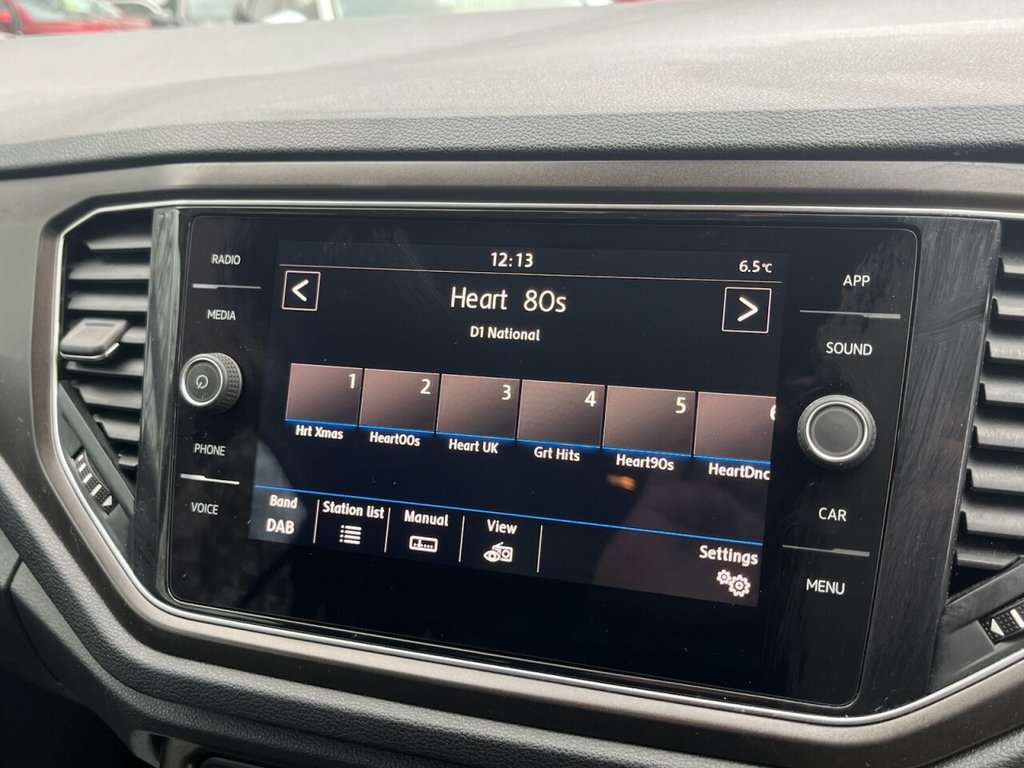 RADIO
MEDIA
PHONE
VOICE
12:13
6.5°C
Heart 80s
D1 National
1 2 3 4 5 6
Hrt Xmas Heart00s Heart UK Grt Hits Heart90s HeartDnc
Band Station list Manual View Settings
DAB
APP
SOUND
CAR
MENU